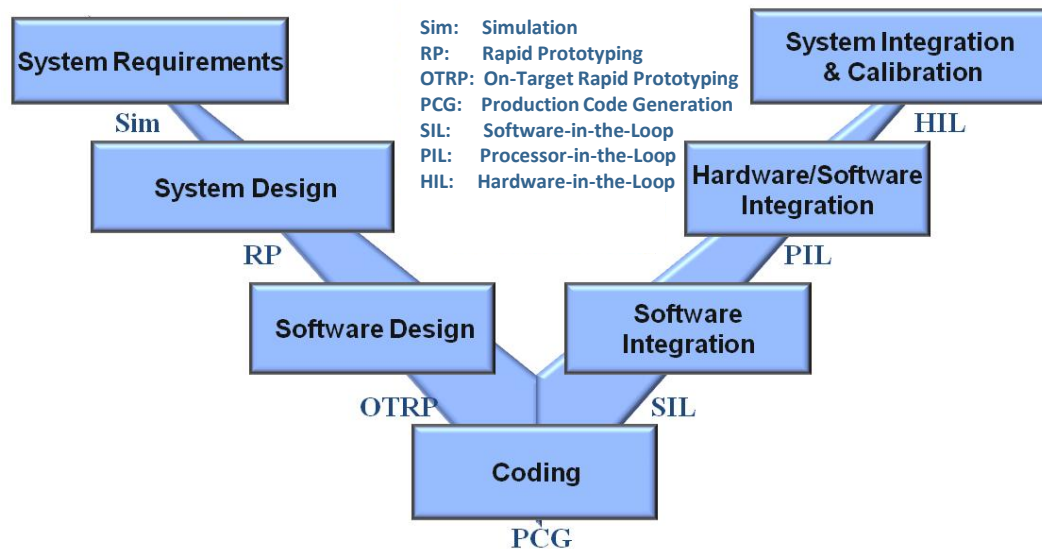 System Requirements
Sim: Simulation
RP: Rapid Prototyping
OTRP: On-Target Rapid Prototyping
PCG: Production Code Generation
SIL: Software-in-the-Loop
PIL: Processor-in-the-Loop
HIL: Hardware-in-the-Loop
System Integration
& Calibration
Sim
HIL
System Design
Hardware/Software
Integration
RP
PIL
Software Design
Software
Integration
OTRP
SIL
Coding
PCG